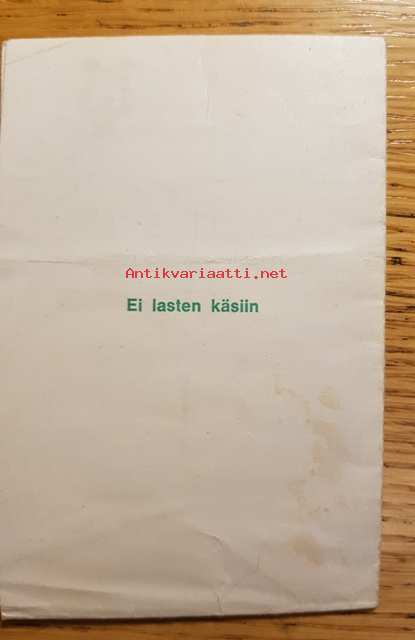 Antikvariaatti.net
Ei lasten käsiin